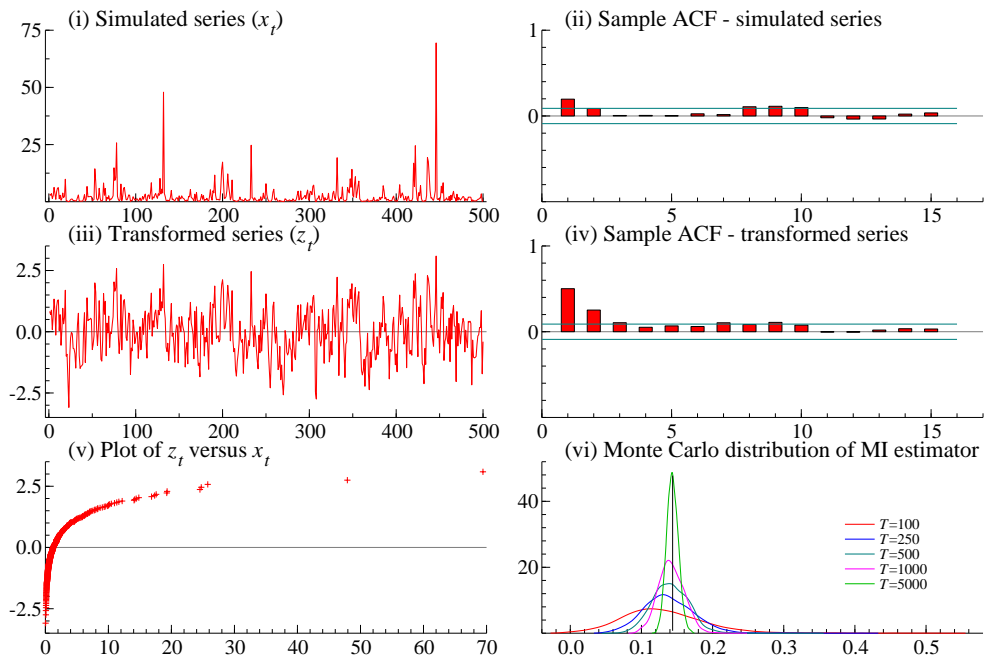 (i) Simulated series (x_t)
75
50
25
0 100 200 300 400 500
(ii) Sample ACF - simulated series
1
0
0 5 10 15
(iii) Transformed series (z_t)
2.5
0.0
-2.5
0 100 200 300 400 500
(iv) Sample ACF - transformed series
1
0
0 5 10 15
(v) Plot of z_t versus x_t
2.5
0.0
-2.5
0 10 20 30 40 50 60 70
(vi) Monte Carlo distribution of MI estimator
40
20
T=100
T=250
T=500
T=1000
T=5000
0.0 0.1 0.2 0.3 0.4 0.5